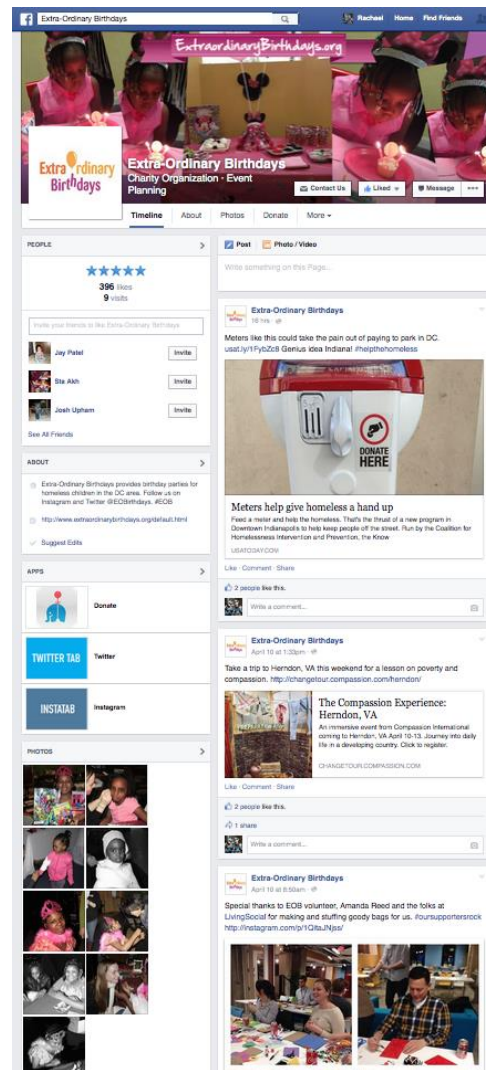 Extra-Ordinary Birthdays
Rachael Home Find Friends
ExtraordinaryBirthdays.org
Extra Ordinary
Birthdays
Extra-Ordinary Birthdays
Charity Organization · Event
Planning
Contact Us Liked Message
Timeline About Photos Donate More
PEOPLE
396 likes
9 visits
Invite your friends to like Extra-Ordinary Birthdays
Jay Patel Invite
Ste Akh Invite
Josh Upham Invite
See All Friends
ABOUT
Extra-Ordinary Birthdays provides birthday parties for
homeless children in the DC area. Follow us on
Instagram and Twitter @EOBirthdays. #EOB
http://www.extraordinarybirthdays.org/default.html
Suggest Edits
APPS
Donate
TWITTER TAB Twitter
INSTATAB Instagram
PHOTOS
Post Photo / Video
Write something on this Page...
Extra-Ordinary Birthdays
16 hrs ·
Meters like this could take the pain out of paying to park in DC.
usat.ly/1FybZc8 Genius idea Indiana! #helpthehomeless
DONATE
HERE
Meters help give homeless a hand up
Feed a meter and help the homeless. That's the thrust of a new program in
Downtown Indianapolis to help keep people off the street. Run by the Coalition for
Homelessness Intervention and Prevention, the Know
USATODAY.COM
Like · Comment · Share
2 people like this.
Write a comment...
Extra-Ordinary Birthdays
April 10 at 1:33pm ·
Take a trip to Herndon, VA this weekend for a lesson on poverty and
compassion. http://changetour.compassion.com/herndon/
The Compassion Experience:
Herndon, VA
An immersive event from Compassion International
coming to Herndon, VA April 10-13. Journey into daily
life in a developing country. Click to register.
CHANGETOUR.COMPASSION.COM
Like · Comment · Share
2 people like this.
1 share
Write a comment...
Extra-Ordinary Birthdays
April 10 at 8:50am ·
Special thanks to EOB volunteer, Amanda Reed and the folks at
LivingSocial for making and stuffing goody bags for us. #oursupportersrock
http://instagram.com/p/1QitaJNjss/